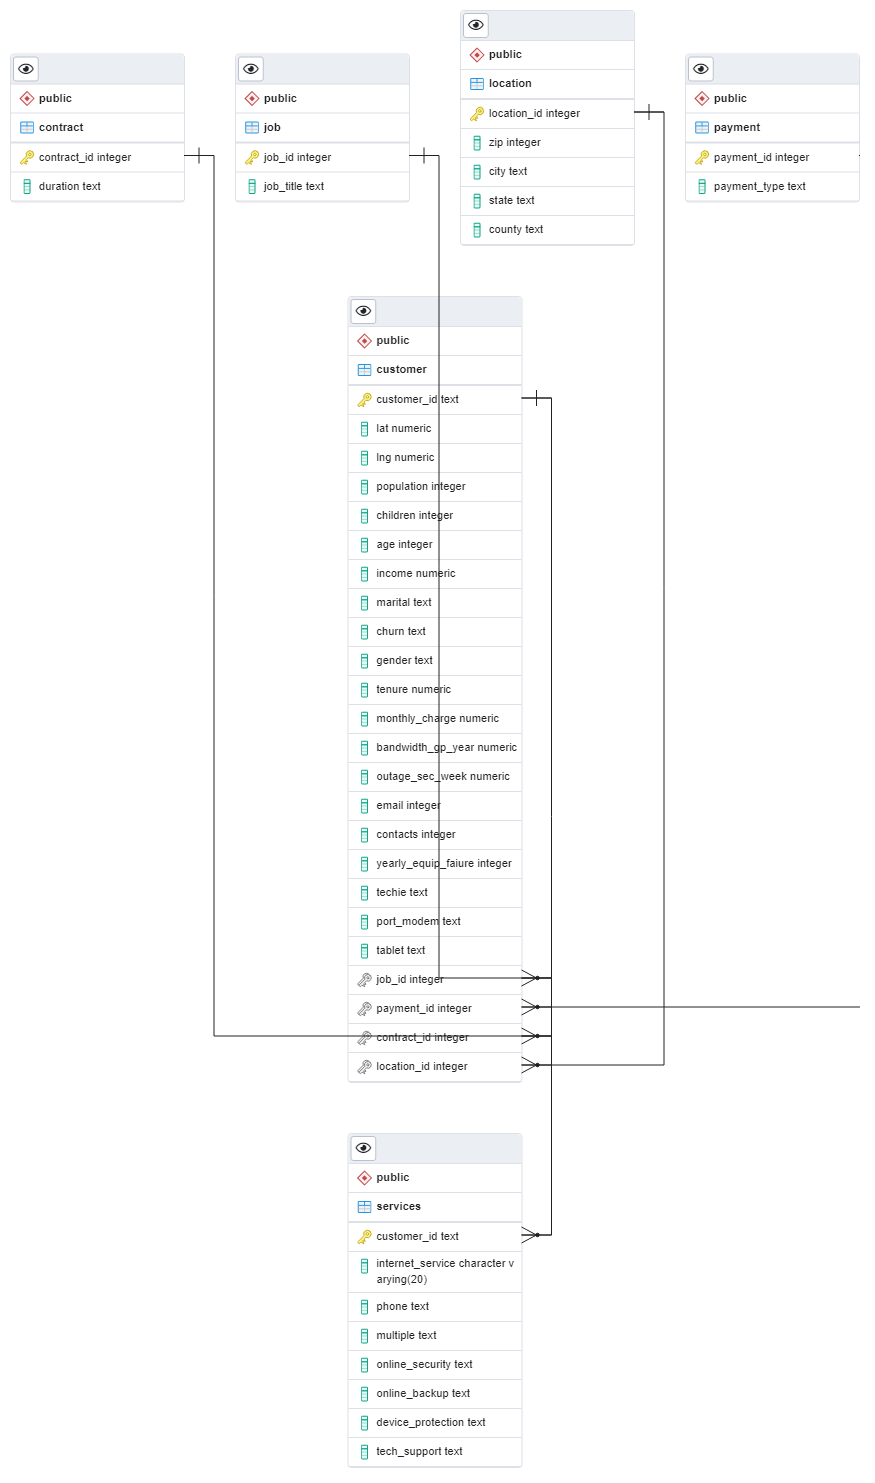 public
contract
contract_id integer
duration text
public
job
job_id integer
job_title text
public
location
location_id integer
zip integer
city text
state text
county text
public
payment
payment_id integer
payment_type text
public
customer
customer_id text
lat numeric
lng numeric
population integer
children integer
age integer
income numeric
marital text
churn text
gender text
tenure numeric
monthly_charge numeric
bandwidth_gp_year numeric
outage_sec_week numeric
email integer
contacts integer
yearly_equip_faiure integer
techie text
port_modem text
tablet text
job_id integer
payment_id integer
contract_id integer
location_id integer
public
services
customer_id text
internet_service character v
arying(20)
phone text
multiple text
online_security text
online_backup text
device_protection text
tech_support text